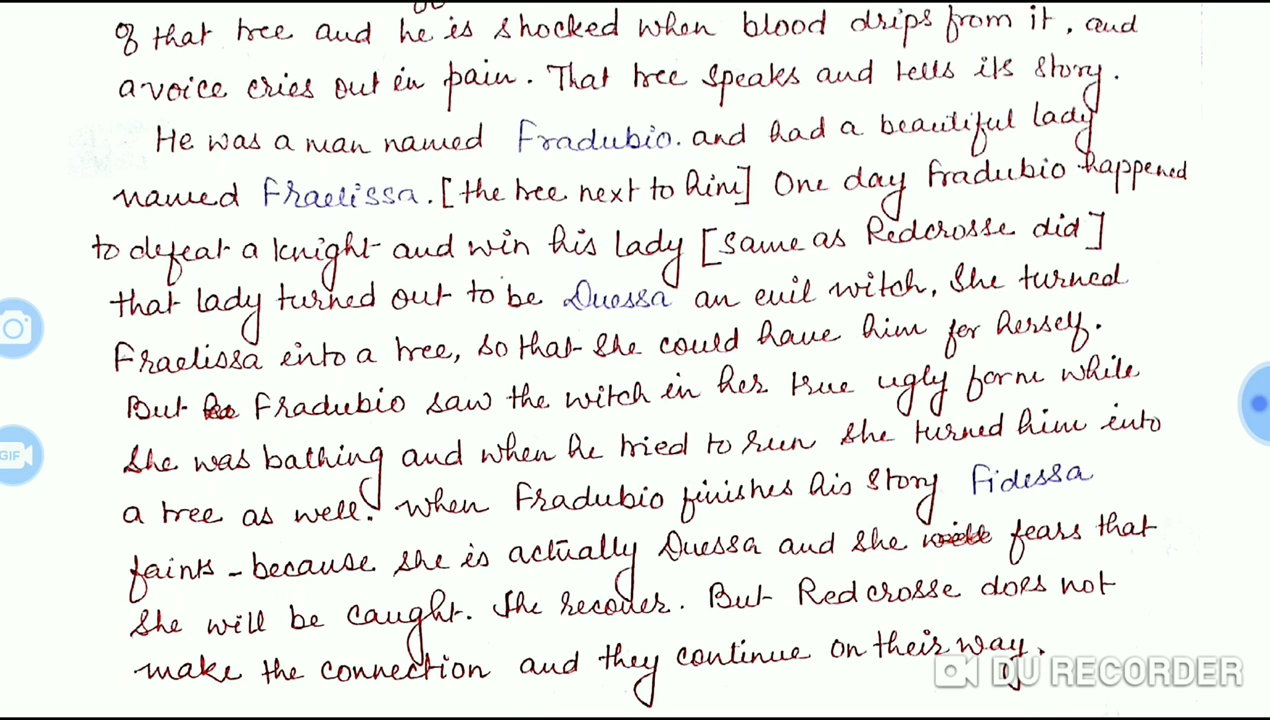 of that tree and he is shocked when blood drips from it, and
a voice cries out in pain. That tree speaks and tells its story.
He was a man named Fradubio. and had a beautiful lady
named Fraelissa. [the tree next to him] One day Fradubio happened
to defeat a knight and win his lady [same as Redcrosse did]
that lady turned out to be Duessa an evil witch, She turned
Fraelissa into a tree, so that she could have him for herself.
But Fradubio saw the witch in her true ugly form while
she was bathing and when he tried to run she turned him into
a tree as well. When Fradubio finishes his story Fidessa
faints - because she is actually Duessa and she fears that
she will be caught. She recover. But Redcrosse does not
make the connection and they continue on their way.
GIF
DU RECORDER